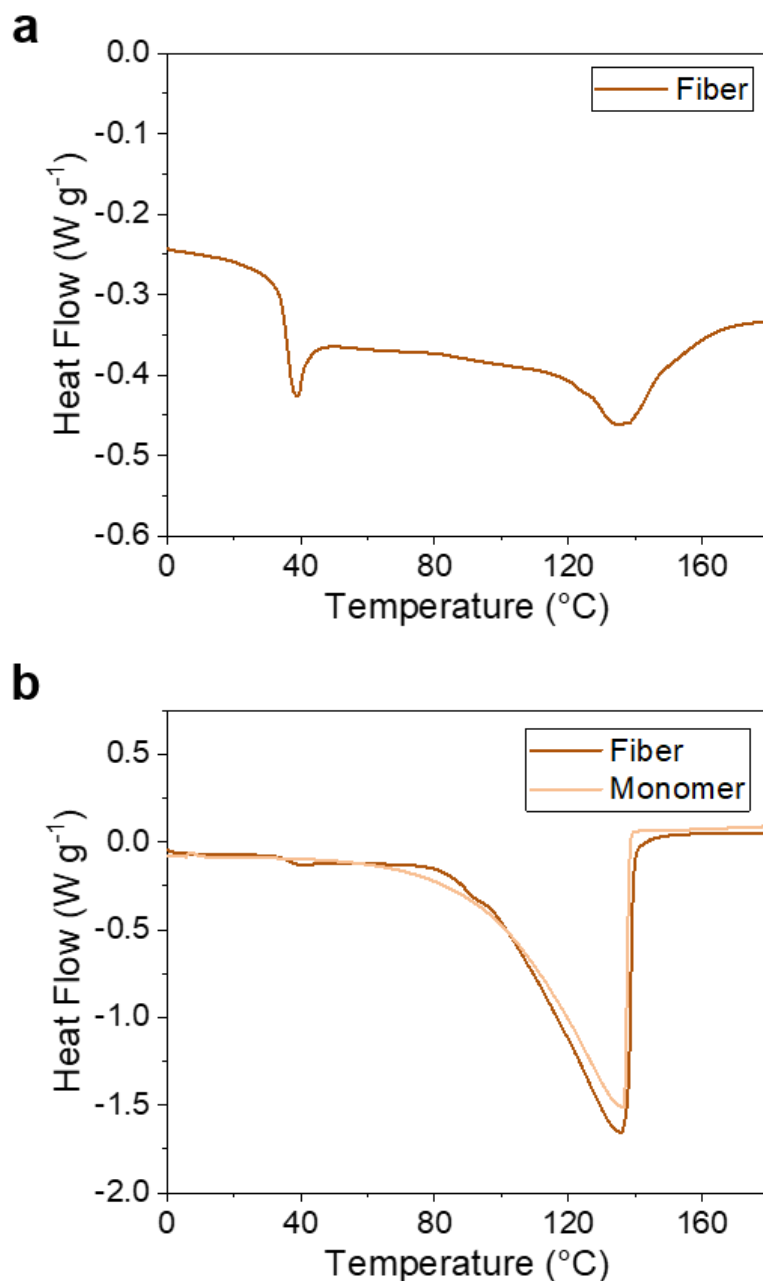 a
Fiber
0.0
-0.1
-0.2
-0.3
-0.4
-0.5
-0.6
Heat Flow (W g⁻¹)
0 40 80 120 160
Temperature (°C)
b
Fiber
Monomer
0.5
0.0
-0.5
-1.0
-1.5
-2.0
Heat Flow (W g⁻¹)
0 40 80 120 160
Temperature (°C)